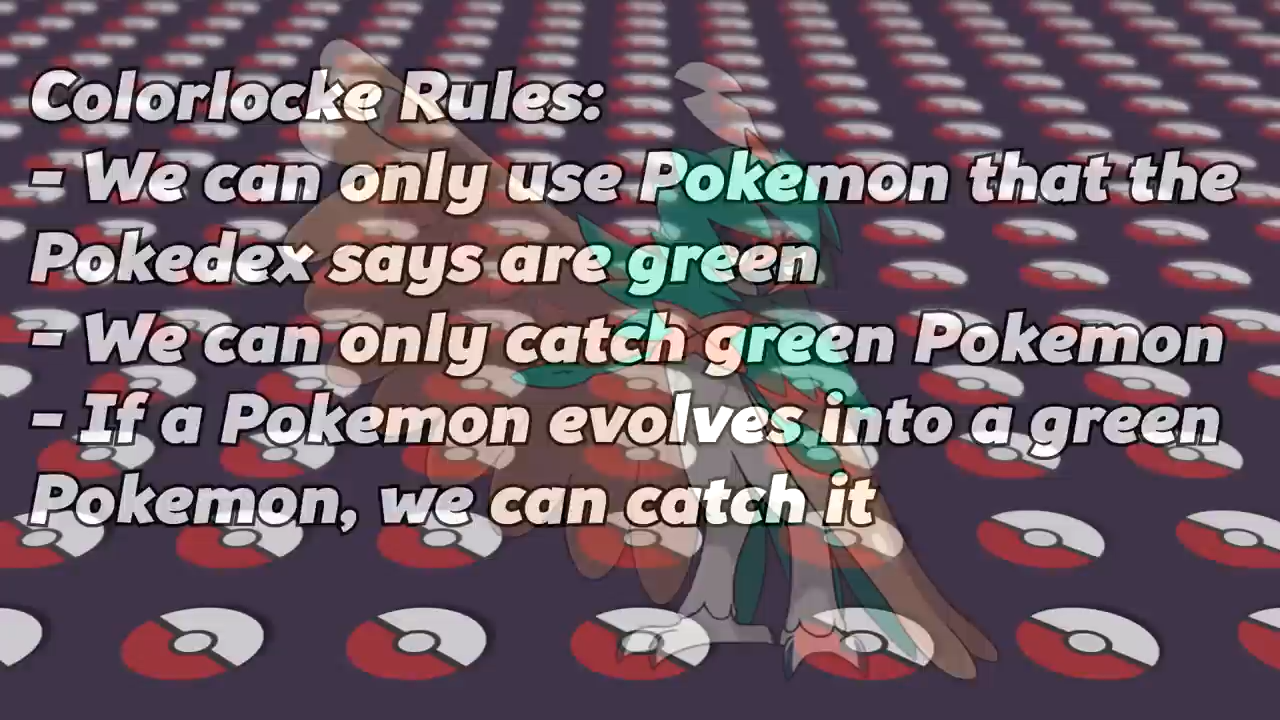 Colorlocke Rules:
- We can only use Pokemon that the
Pokedex says are green
- We can only catch green Pokemon
- If a Pokemon evolves into a green
Pokemon, we can catch it